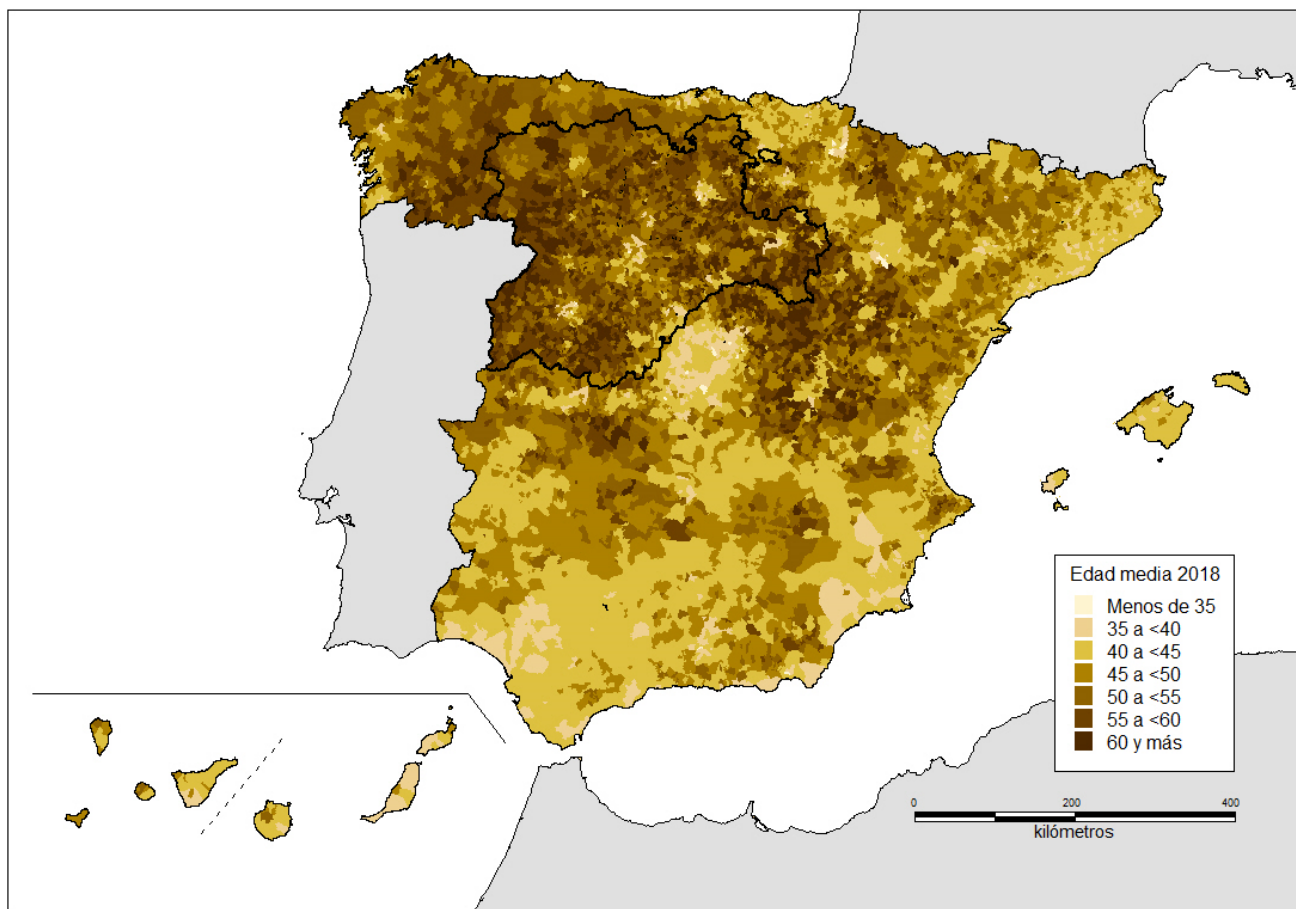 Edad media 2018
Menos de 35
35 a <40
40 a <45
45 a <50
50 a <55
55 a <60
60 y más
0 200 400
kilómetros